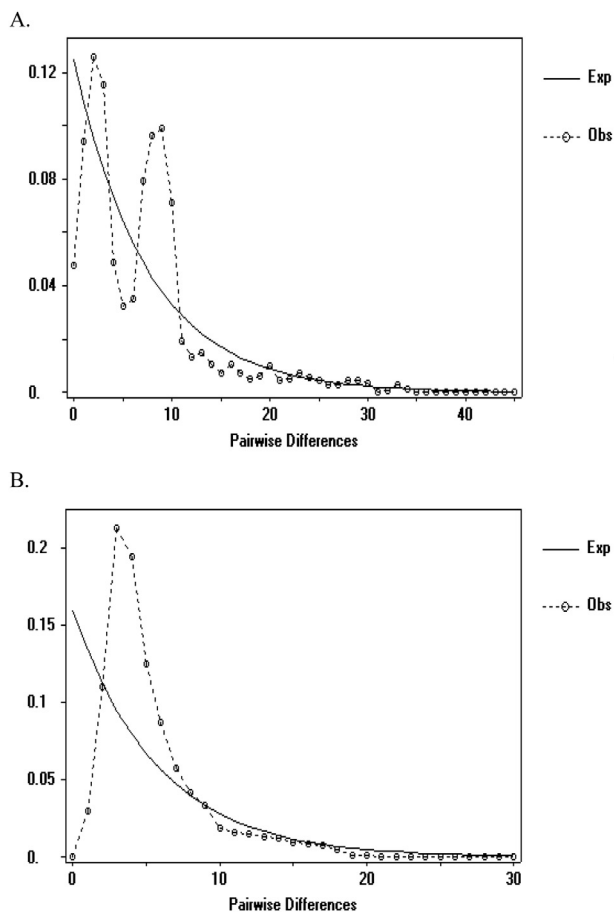 A.
0.12
0.08
0.04
0.
0 10 20 30 40
Pairwise Differences
Exp
Obs
B.
0.2
0.15
0.1
0.05
0.
0 10 20 30
Pairwise Differences
Exp
Obs